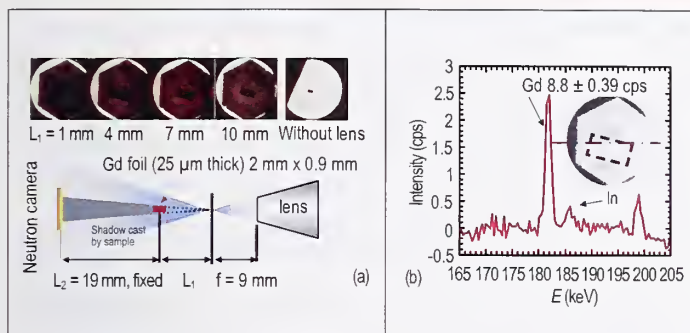 L₁ = 1 mm 4 mm 7 mm 10 mm Without lens
Gd foil (25 µm thick) 2 mm x 0.9 mm
Neutron camera
lens
Shadow cast
by sample
L₂ = 19 mm, fixed L₁ f = 9 mm
(a)
3
2.5
2
1.5
1
0.5
0
-0.5
Intensity (cps)
Gd 8.8 ± 0.39 cps
In
165 170 175 180 185 190 195 200 205
E (keV)
(b)